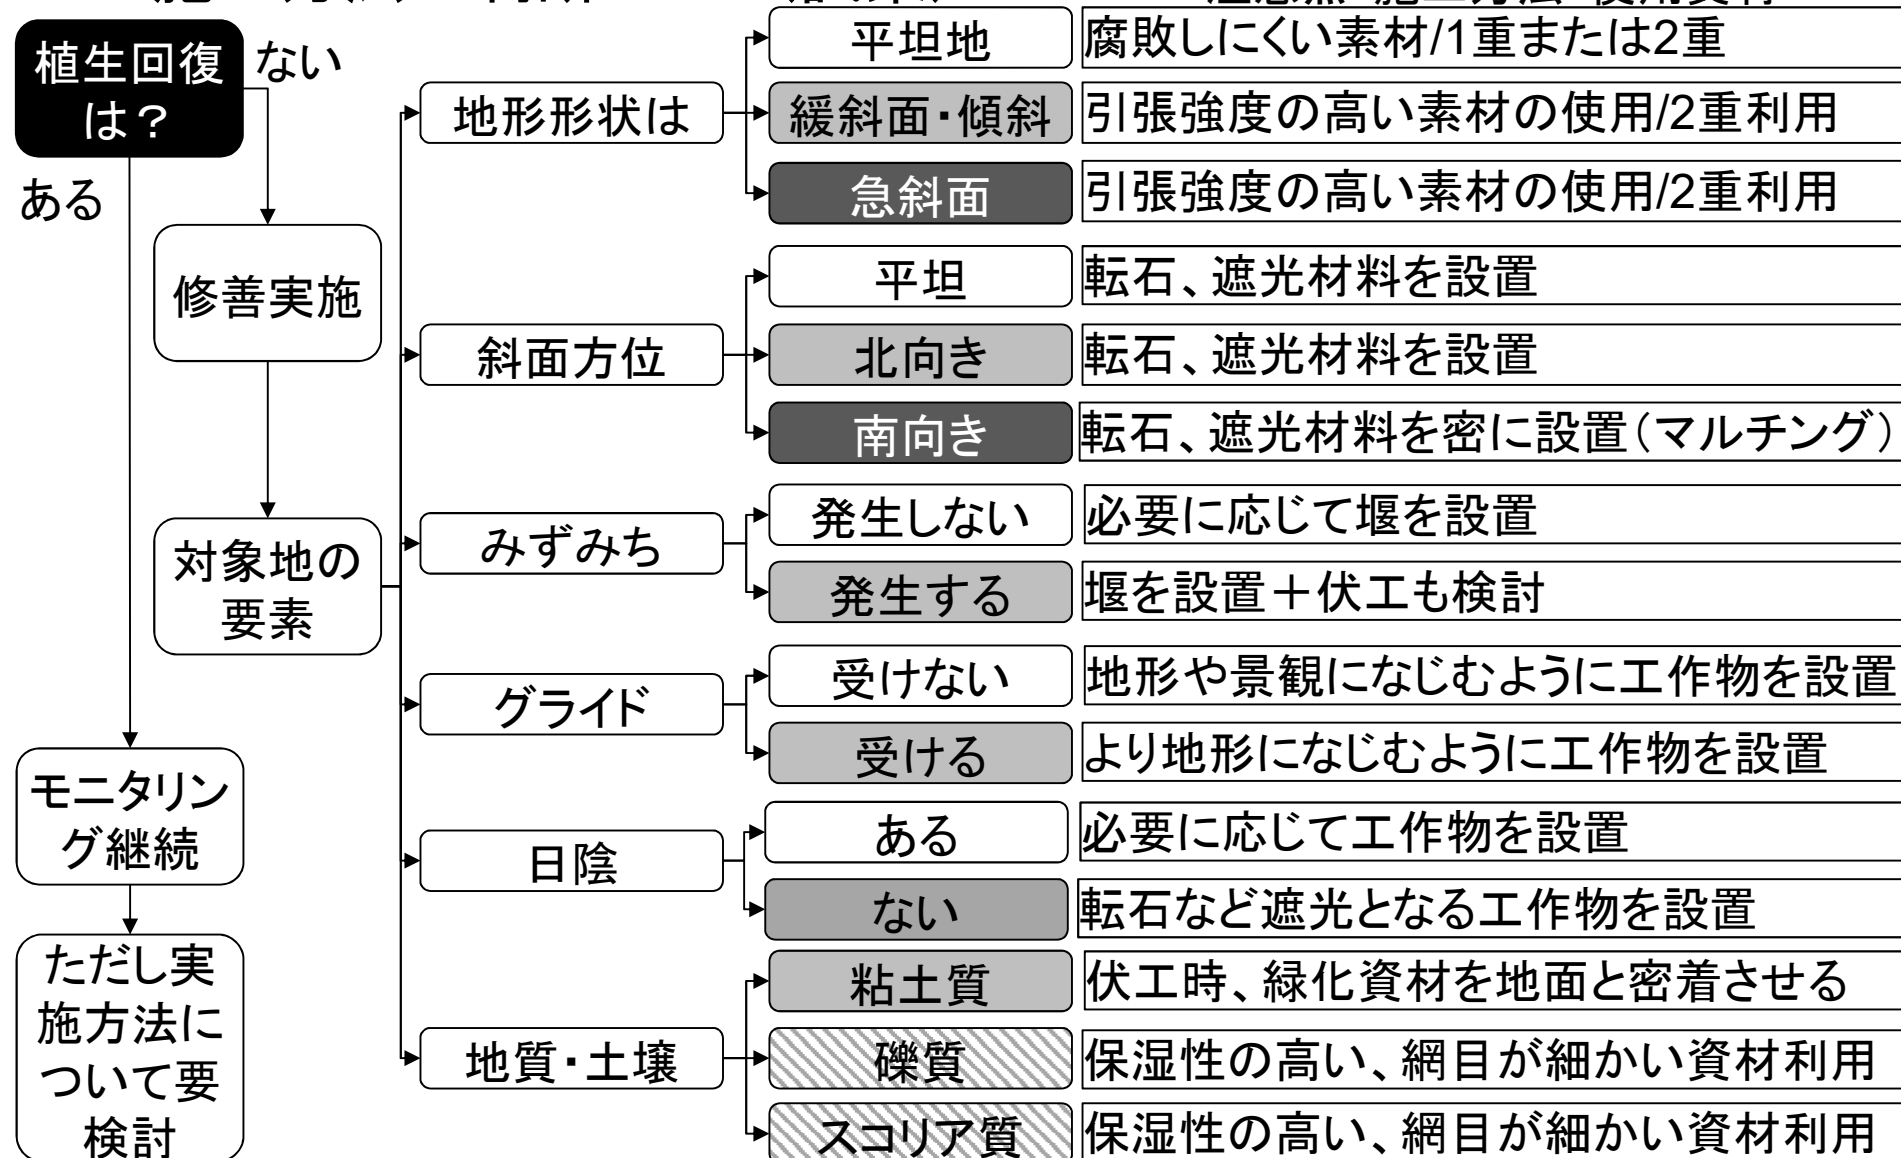 植生回復
は？
ない
ある
修善実施
対象地の
要素
モニタリン
グ継続
ただし実
施方法に
ついて要
検討
地形形状は
平坦地
腐敗しにくい素材/1重または2重
緩斜面・傾斜
引張強度の高い素材の使用/2重利用
急斜面
引張強度の高い素材の使用/2重利用
斜面方位
平坦
転石、遮光材料を設置
北向き
転石、遮光材料を設置
南向き
転石、遮光材料を密に設置（マルチング）
みずみち
発生しない
必要に応じて堰を設置
発生する
堰を設置＋伏工も検討
グライド
受けない
地形や景観になじむように工作物を設置
受ける
より地形になじむように工作物を設置
日陰
ある
必要に応じて工作物を設置
ない
転石など遮光となる工作物を設置
地質・土壌
粘土質
伏工時、緑化資材を地面と密着させる
礫質
保湿性の高い、網目が細かい資材利用
スコリア質
保湿性の高い、網目が細かい資材利用